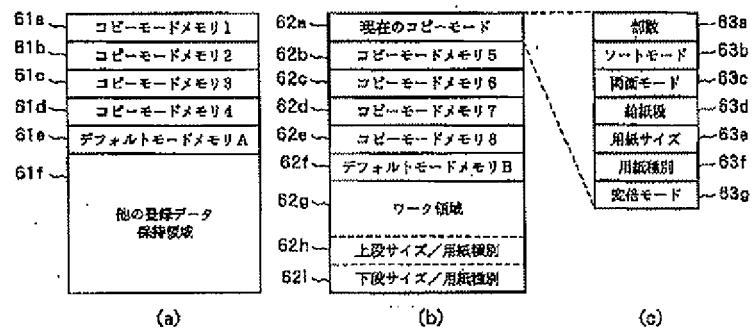 61a コピーモードメモリ1
61b コピーモードメモリ2
61c コピーモードメモリ3
61d コピーモードメモリ4
61e デフォルトモードメモリA
61f 他の登録データ
保持領域
(a)
62a 現在のコピーモード
62b コピーモードメモリ5
62c コピーモードメモリ6
62d コピーモードメモリ7
62e コピーモードメモリ8
62f デフォルトモードメモリB
62g ワーク領域
62h 上段サイズ/用紙種別
62i 下段サイズ/用紙種別
(b)
部数 63a
ソートモード 63b
両面モード 63c
給紙段 63d
用紙サイズ 63e
用紙種別 63f
変倍モード 63g
(c)